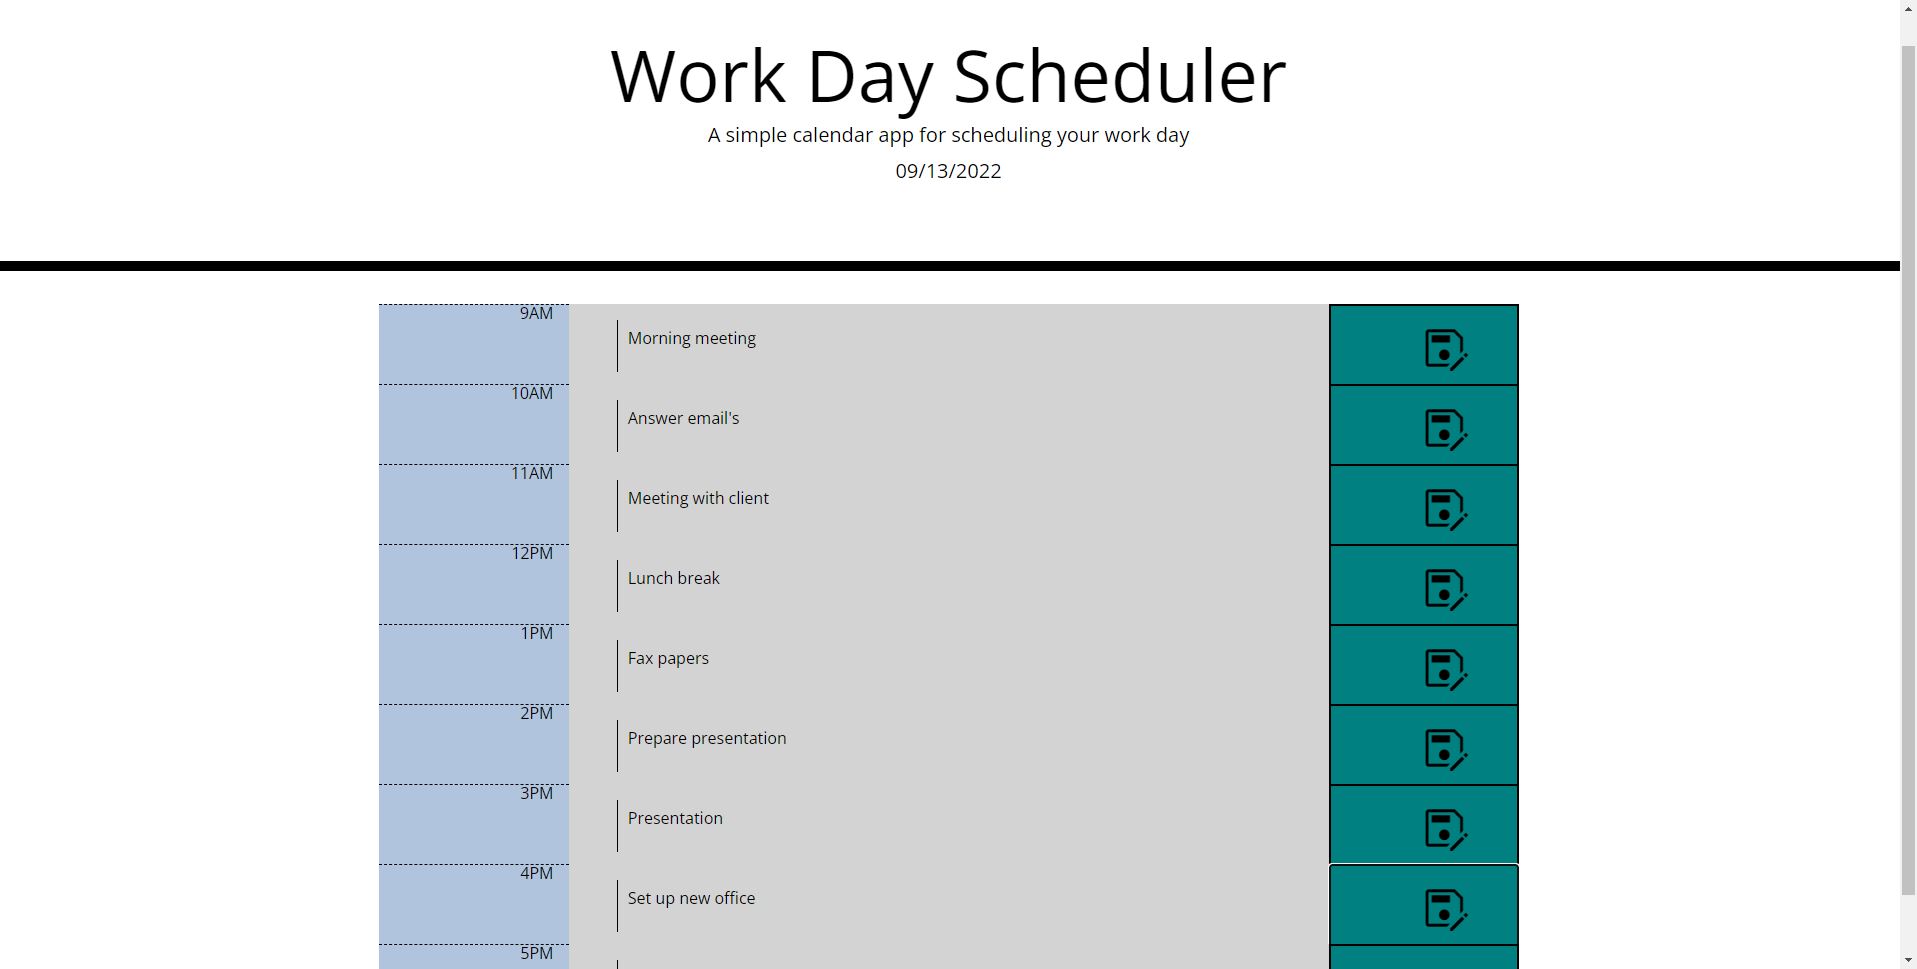 Work Day Scheduler
A simple calendar app for scheduling your work day
09/13/2022
9AM
Morning meeting
10AM
Answer email's
11AM
Meeting with client
12PM
Lunch break
1PM
Fax papers
2PM
Prepare presentation
3PM
Presentation
4PM
Set up new office
5PM